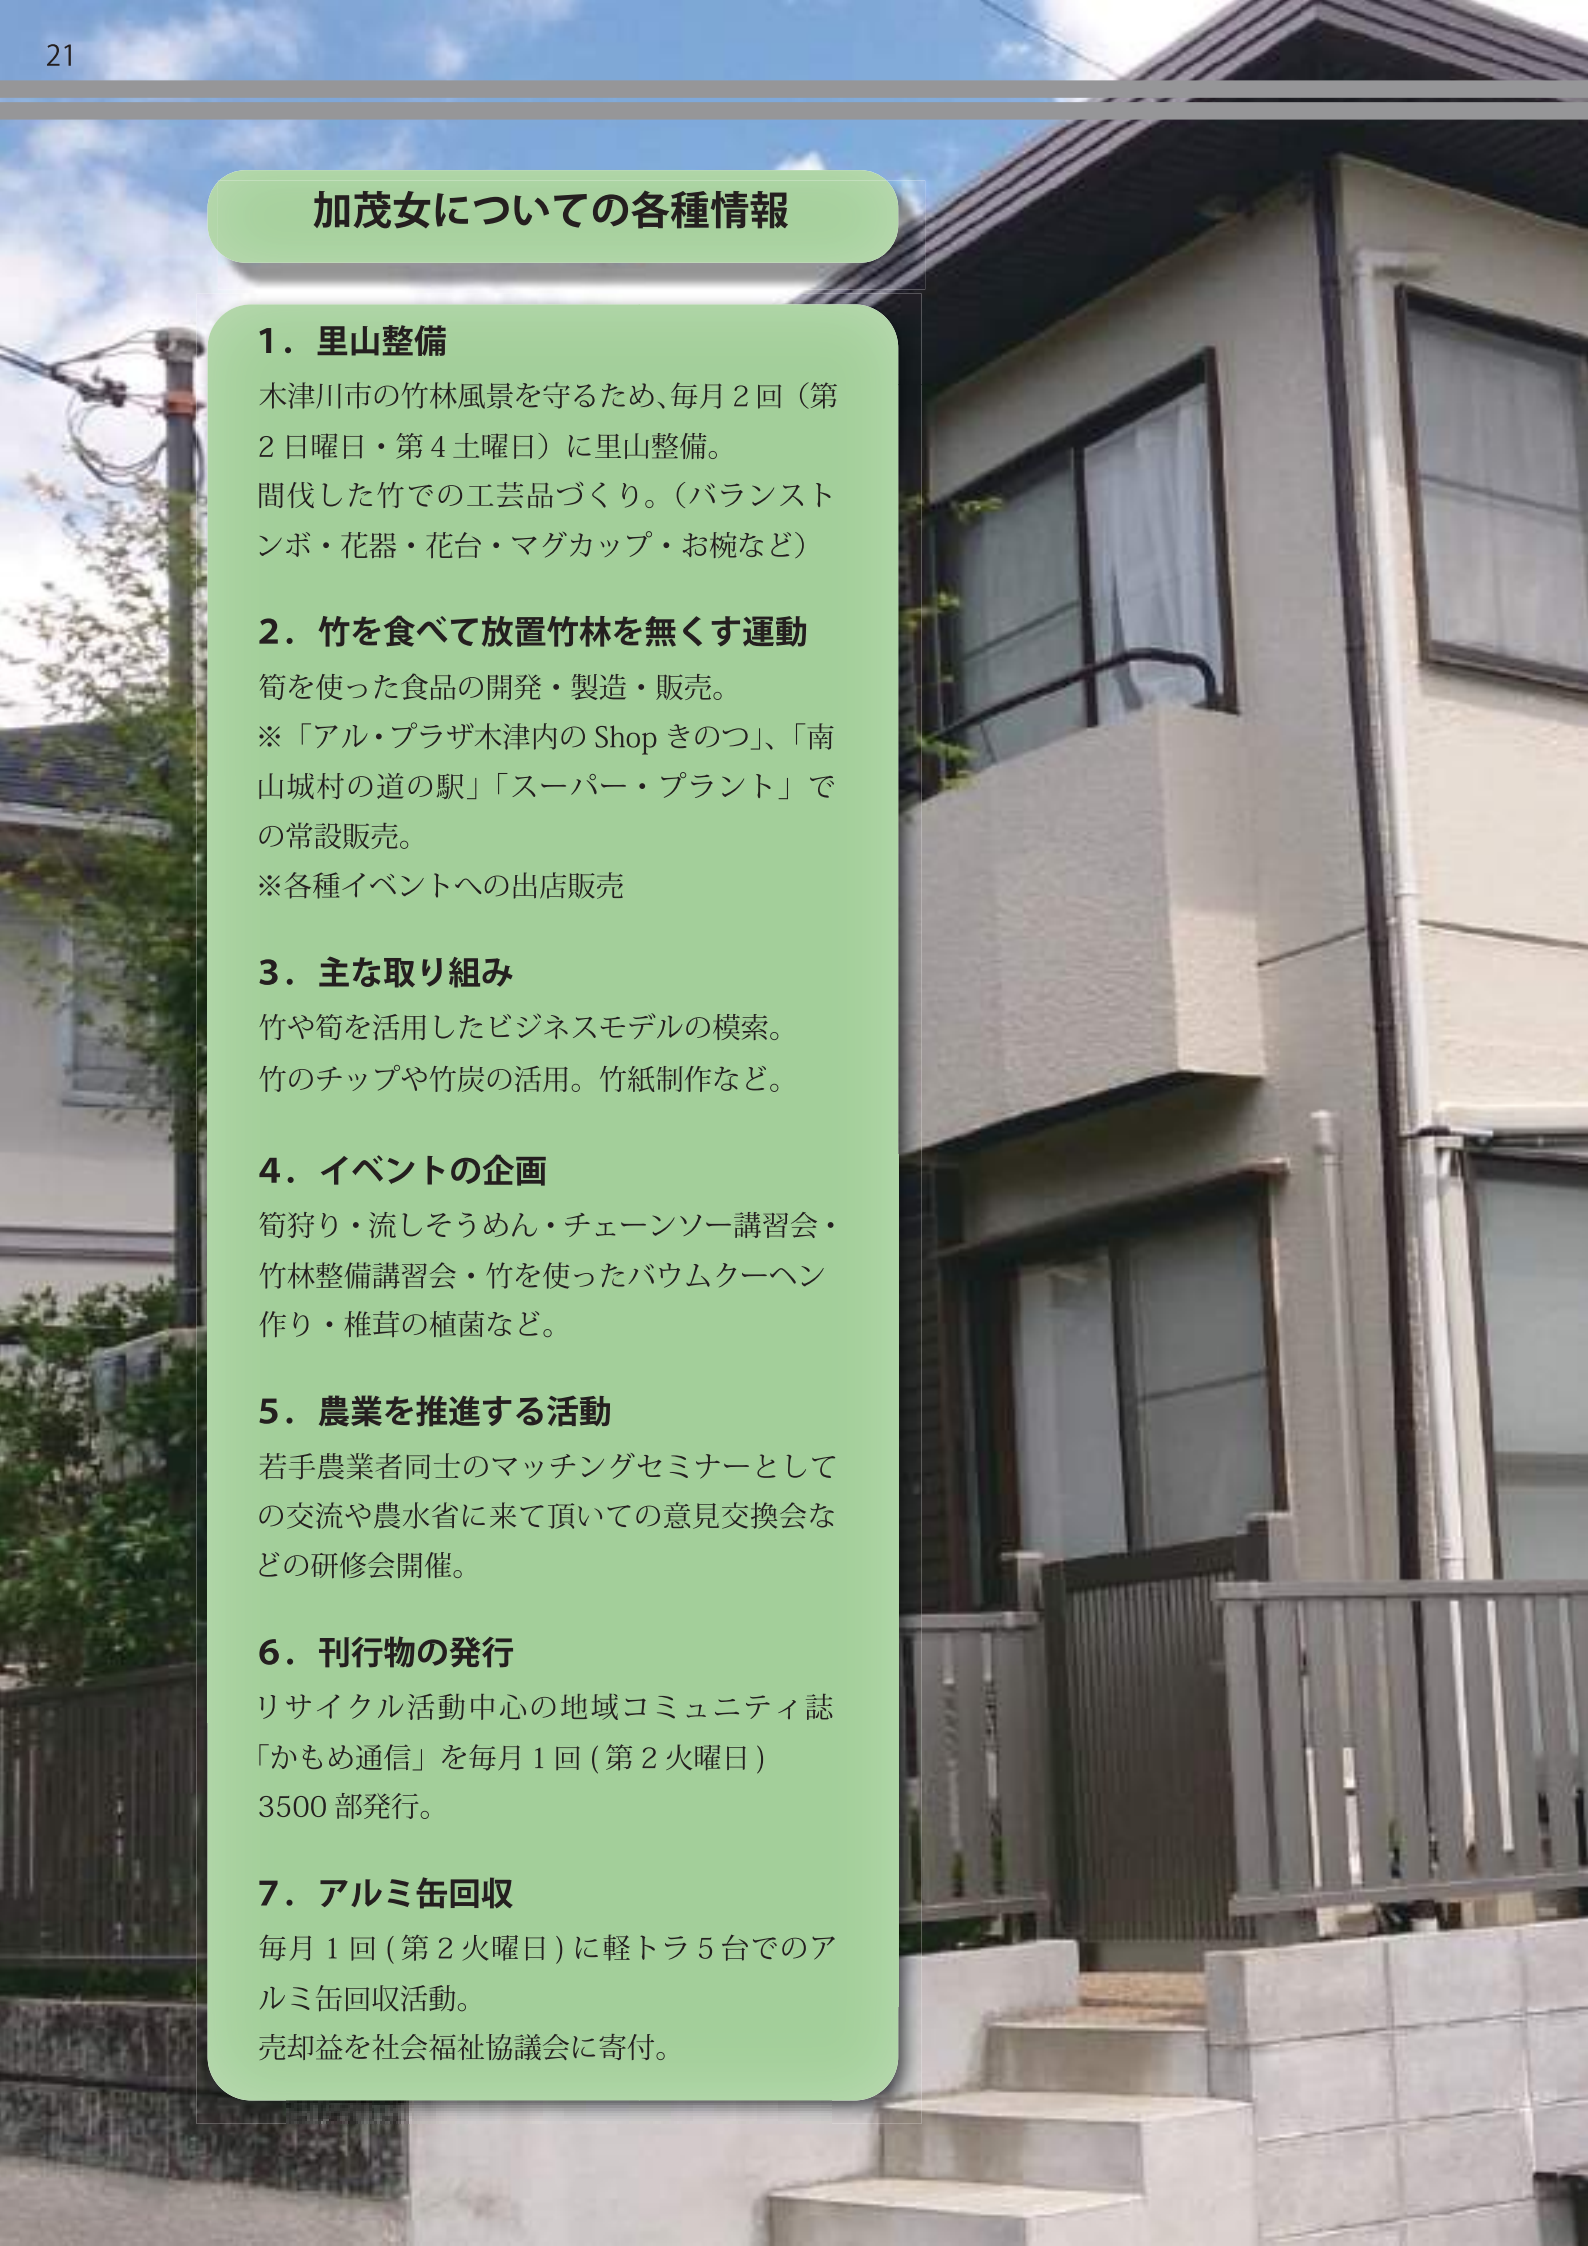 21
加茂女についての各種情報
1．里山整備
木津川市の竹林風景を守るため、毎月２回（第
2 日曜日・第４土曜日）に里山整備。
間伐した竹での工芸品づくり。（バランスト
ンボ・花器・花台・マグカップ・お椀など）
2．竹を食べて放置竹林を無くす運動
筍を使った食品の開発・製造・販売。
※「アル・プラザ木津内の Shop きのつ」、「南
山城村の道の駅」「スーパー・プラント」で
の常設販売。
※各種イベントへの出店販売
3．主な取り組み
竹や筍を活用したビジネスモデルの模索。
竹のチップや竹炭の活用。竹紙制作など。
4．イベントの企画
筍狩り・流しそうめん・チェーンソー講習会・
竹林整備講習会・竹を使ったバウムクーヘン
作り・椎茸の植菌など。
5．農業を推進する活動
若手農業者同士のマッチングセミナーとして
の交流や農水省に来て頂いての意見交換会な
どの研修会開催。
6．刊行物の発行
リサイクル活動中心の地域コミュニティ誌
「かもめ通信」を毎月 1 回 ( 第 2 火曜日 )
3500 部発行。
7．アルミ缶回収
毎月 1 回 ( 第 2 火曜日 ) に軽トラ 5 台でのア
ルミ缶回収活動。
売却益を社会福祉協議会に寄付。